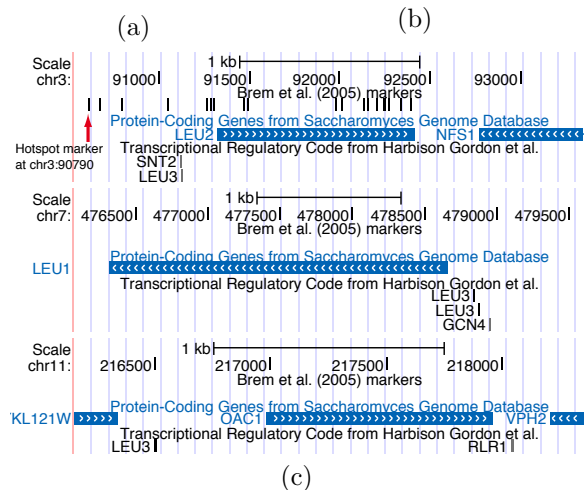 (a) (b)
Scale 1 kb
chr3: 91000 91500 92000 92500 93000
Brem et al. (2005) markers
Protein-Coding Genes from Saccharomyces Genome Database
LEU2 NFS1
Hotspot marker at chr3:90790
Transcriptional Regulatory Code from Harbison Gordon et al.
SNT2
LEU3
Scale 1 kb
chr7: 476500 477000 477500 478000 478500 479000 479500
Brem et al. (2005) markers
Protein-Coding Genes from Saccharomyces Genome Database
LEU1
Transcriptional Regulatory Code from Harbison Gordon et al.
LEU3
LEU3
GCN4
Scale 1 kb
chr11: 216500 217000 217500 218000
Brem et al. (2005) markers
Protein-Coding Genes from Saccharomyces Genome Database
YKL121W OAC1 VPH2
Transcriptional Regulatory Code from Harbison Gordon et al.
LEU3 RLR1
(c)